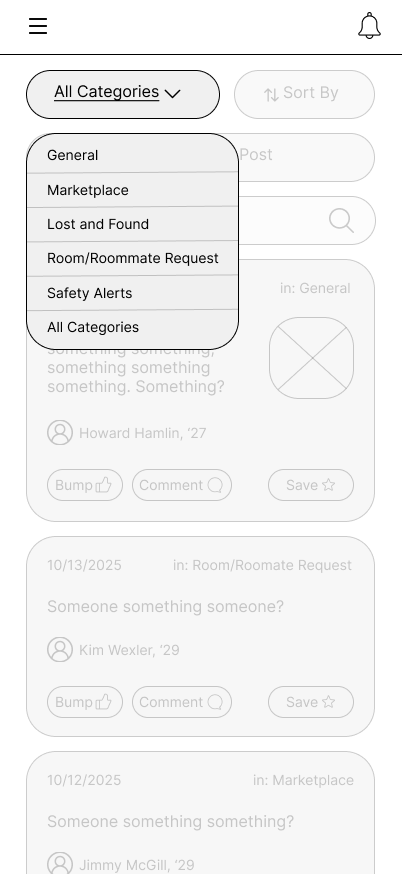 All Categories
Sort By
Post
General
Marketplace
Lost and Found
Room/Roommate Request
Safety Alerts
All Categories
in: General
something something,
something something
something. Something?
Howard Hamlin, ‘27
Bump
Comment
Save
10/13/2025
in: Room/Roomate Request
Someone something someone?
Kim Wexler, ‘29
Bump
Comment
Save
10/12/2025
in: Marketplace
Someone something something?
Jimmy McGill, ‘29